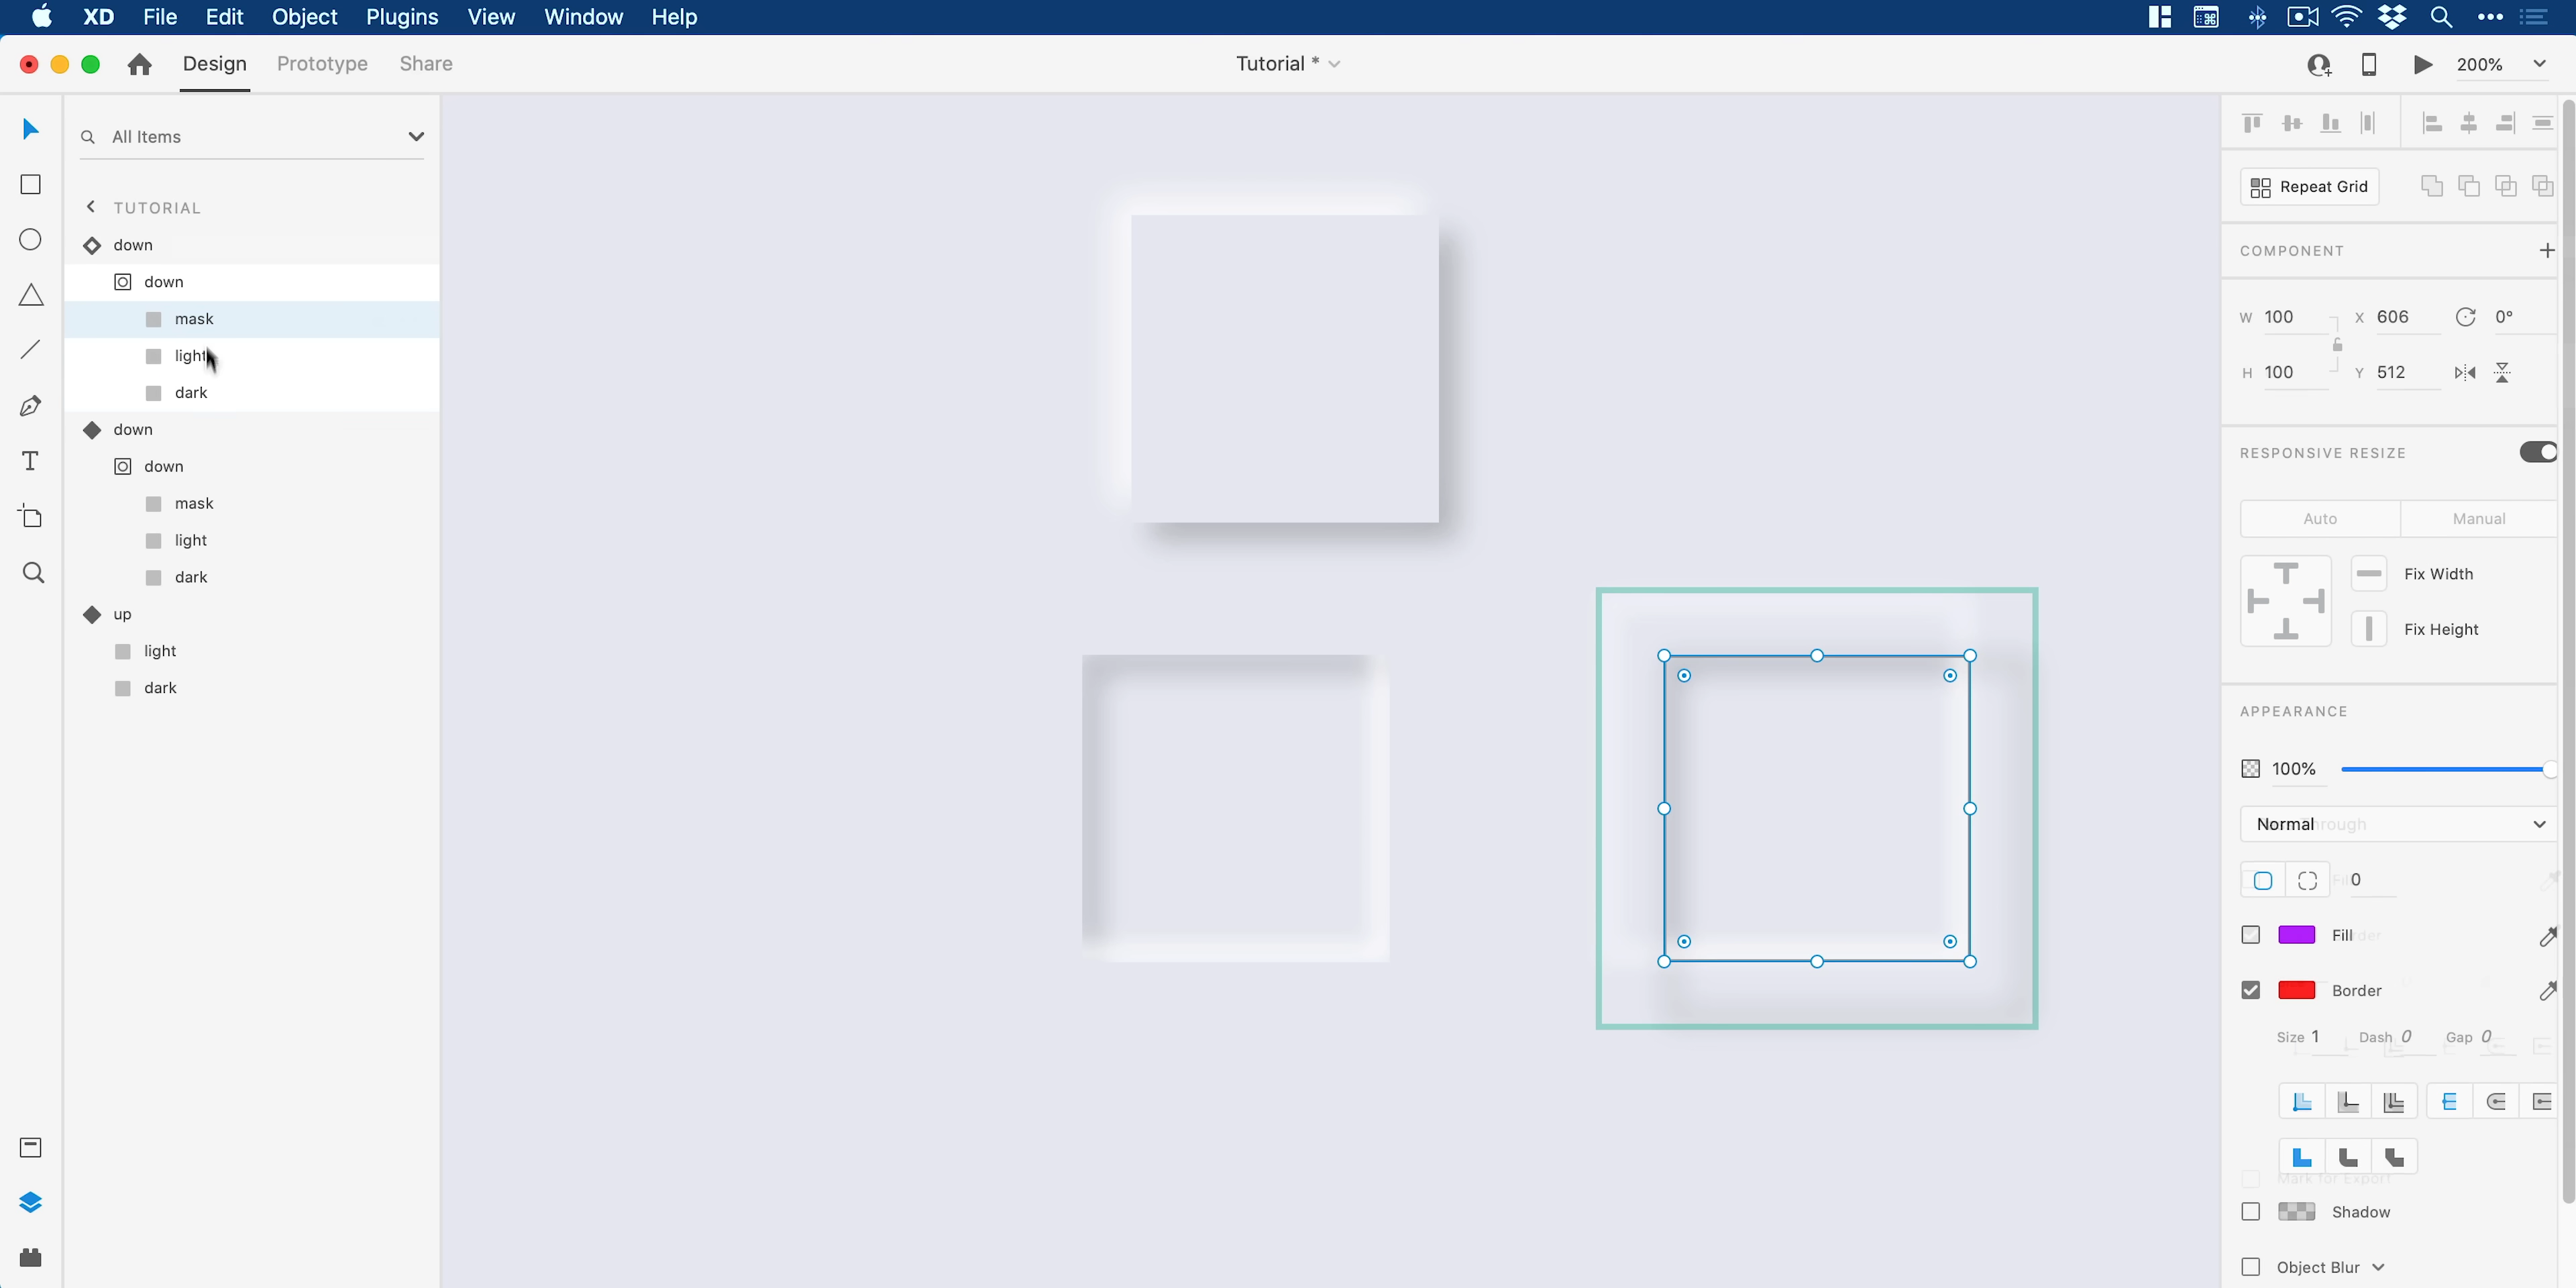 XD File Edit Object Plugins View Window Help
Design Prototype Share
Tutorial *
200%
All Items
TUTORIAL
down
down
mask
light
dark
down
down
mask
light
dark
up
light
dark
Repeat Grid
COMPONENT
W 100 X 606 0°
H 100 Y 512
RESPONSIVE RESIZE
Auto Manual
Fix Width
Fix Height
APPEARANCE
100%
Normal
0
Fill
Border
Size 1 Dash 0 Gap 0
Mark for Export
Shadow
Object Blur